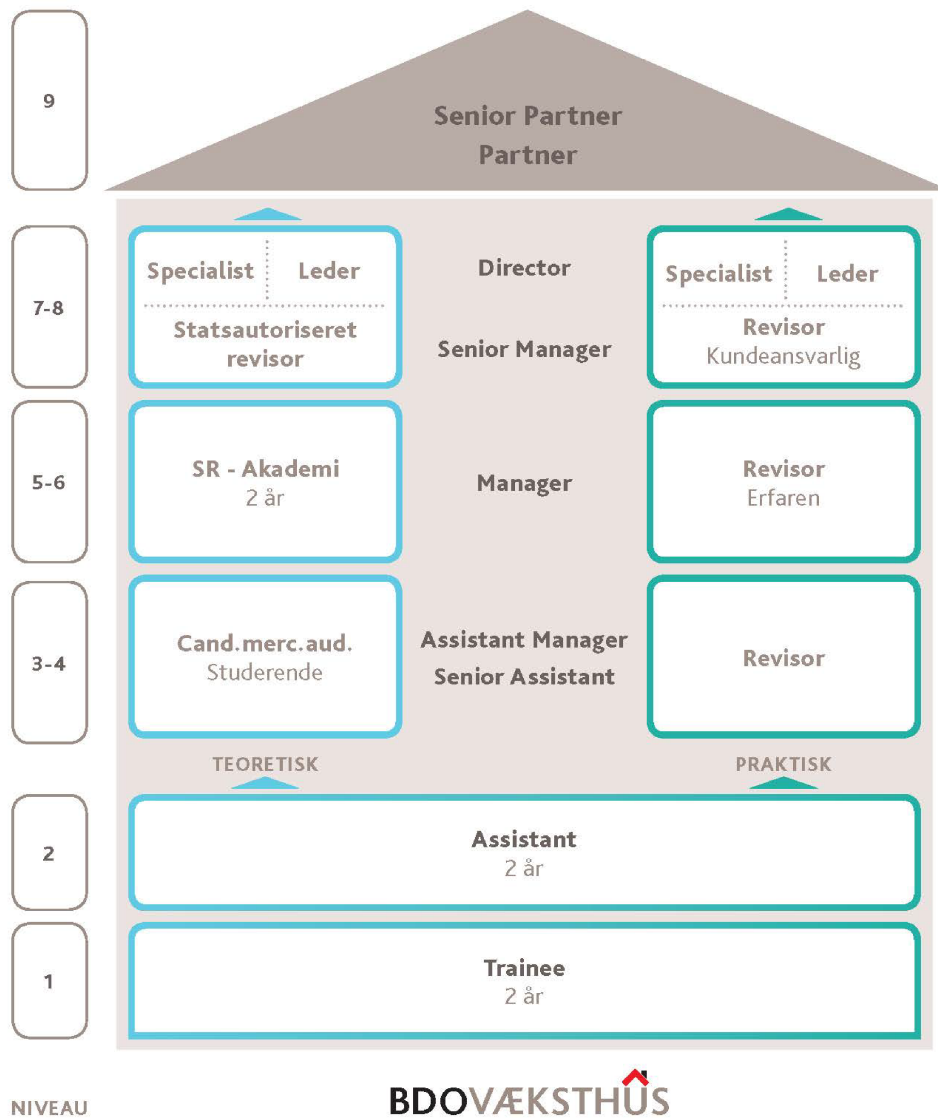 9
Senior Partner
Partner
7-8
Specialist
Leder
Statsautoriseret
revisor
Director
Senior Manager
Specialist
Leder
Revisor
Kundeansvarlig
5-6
SR - Akademi
2 år
Manager
Revisor
Erfaren
3-4
Cand.merc.aud.
Studerende
Assistant Manager
Senior Assistant
Revisor
TEORETISK
PRAKTISK
2
Assistant
2 år
1
Trainee
2 år
NIVEAU
BDOVÆKSTHUS